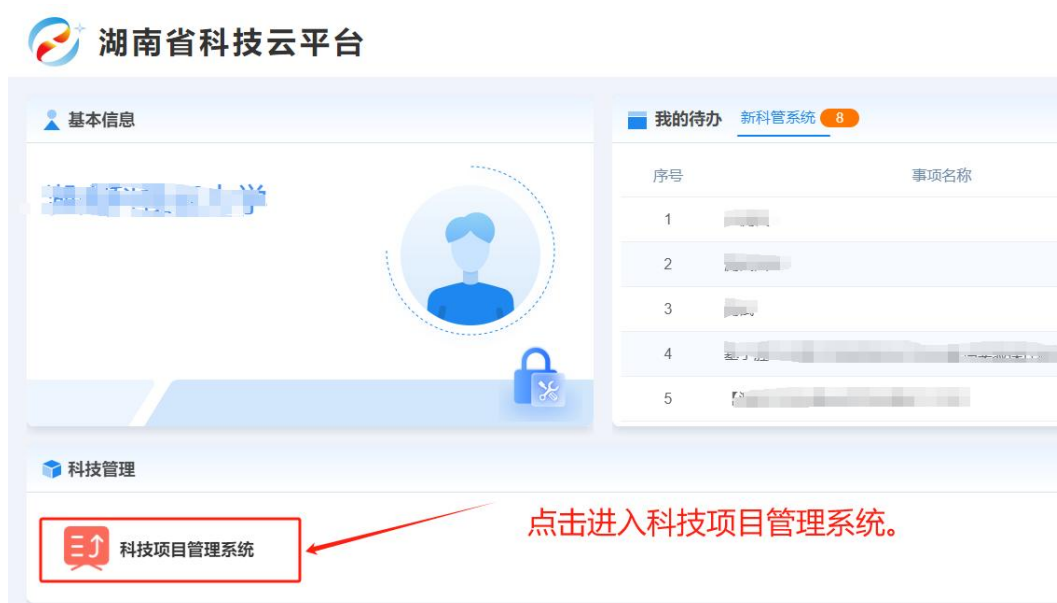 湖南省科技云平台
基本信息
我的待办 新科管系统 8
序号 事项名称
1
2
3
4
5
科技管理
科技项目管理系统
点击进入科技项目管理系统。